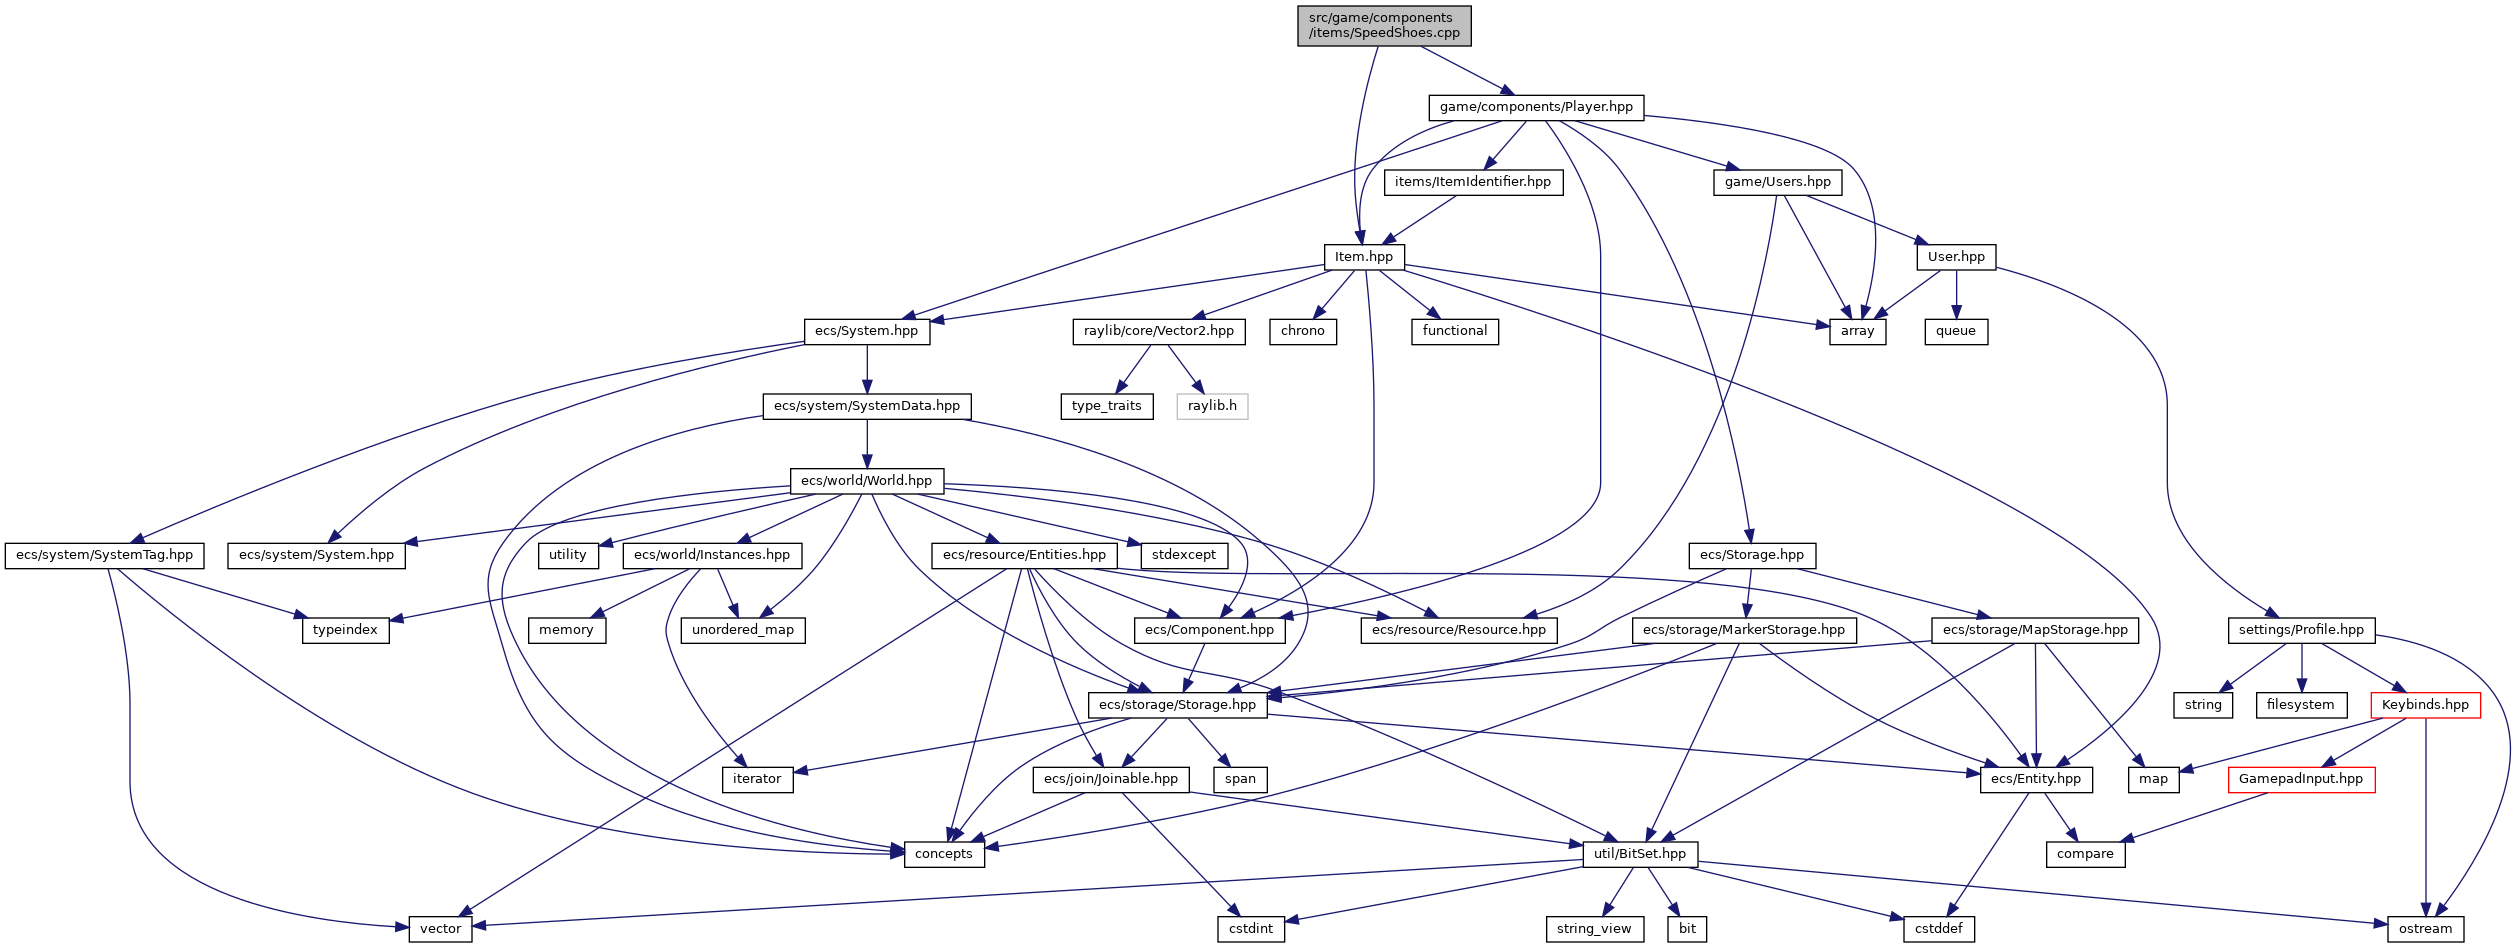 src/game/components
/items/SpeedShoes.cpp
game/components/Player.hpp
items/ItemIdentifier.hpp
game/Users.hpp
Item.hpp
User.hpp
ecs/System.hpp
raylib/core/Vector2.hpp
chrono
functional
array
queue
ecs/system/SystemData.hpp
type_traits
raylib.h
ecs/world/World.hpp
ecs/system/SystemTag.hpp
ecs/system/System.hpp
utility
ecs/world/Instances.hpp
ecs/resource/Entities.hpp
stdexcept
ecs/Storage.hpp
typeindex
memory
unordered_map
ecs/Component.hpp
ecs/resource/Resource.hpp
ecs/storage/MarkerStorage.hpp
ecs/storage/MapStorage.hpp
settings/Profile.hpp
ecs/storage/Storage.hpp
string
filesystem
Keybinds.hpp
iterator
ecs/join/Joinable.hpp
span
ecs/Entity.hpp
map
GamepadInput.hpp
concepts
util/BitSet.hpp
compare
vector
cstdint
string_view
bit
cstddef
ostream